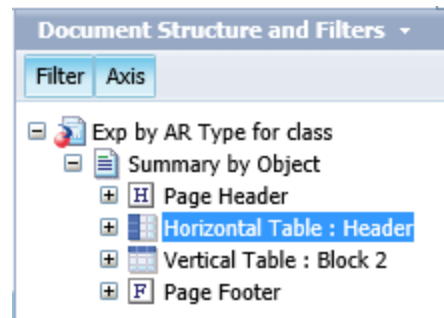 Document Structure and Filters
Filter Axis
Exp by AR Type for class
Summary by Object
H Page Header
Horizontal Table : Header
Vertical Table : Block 2
F Page Footer